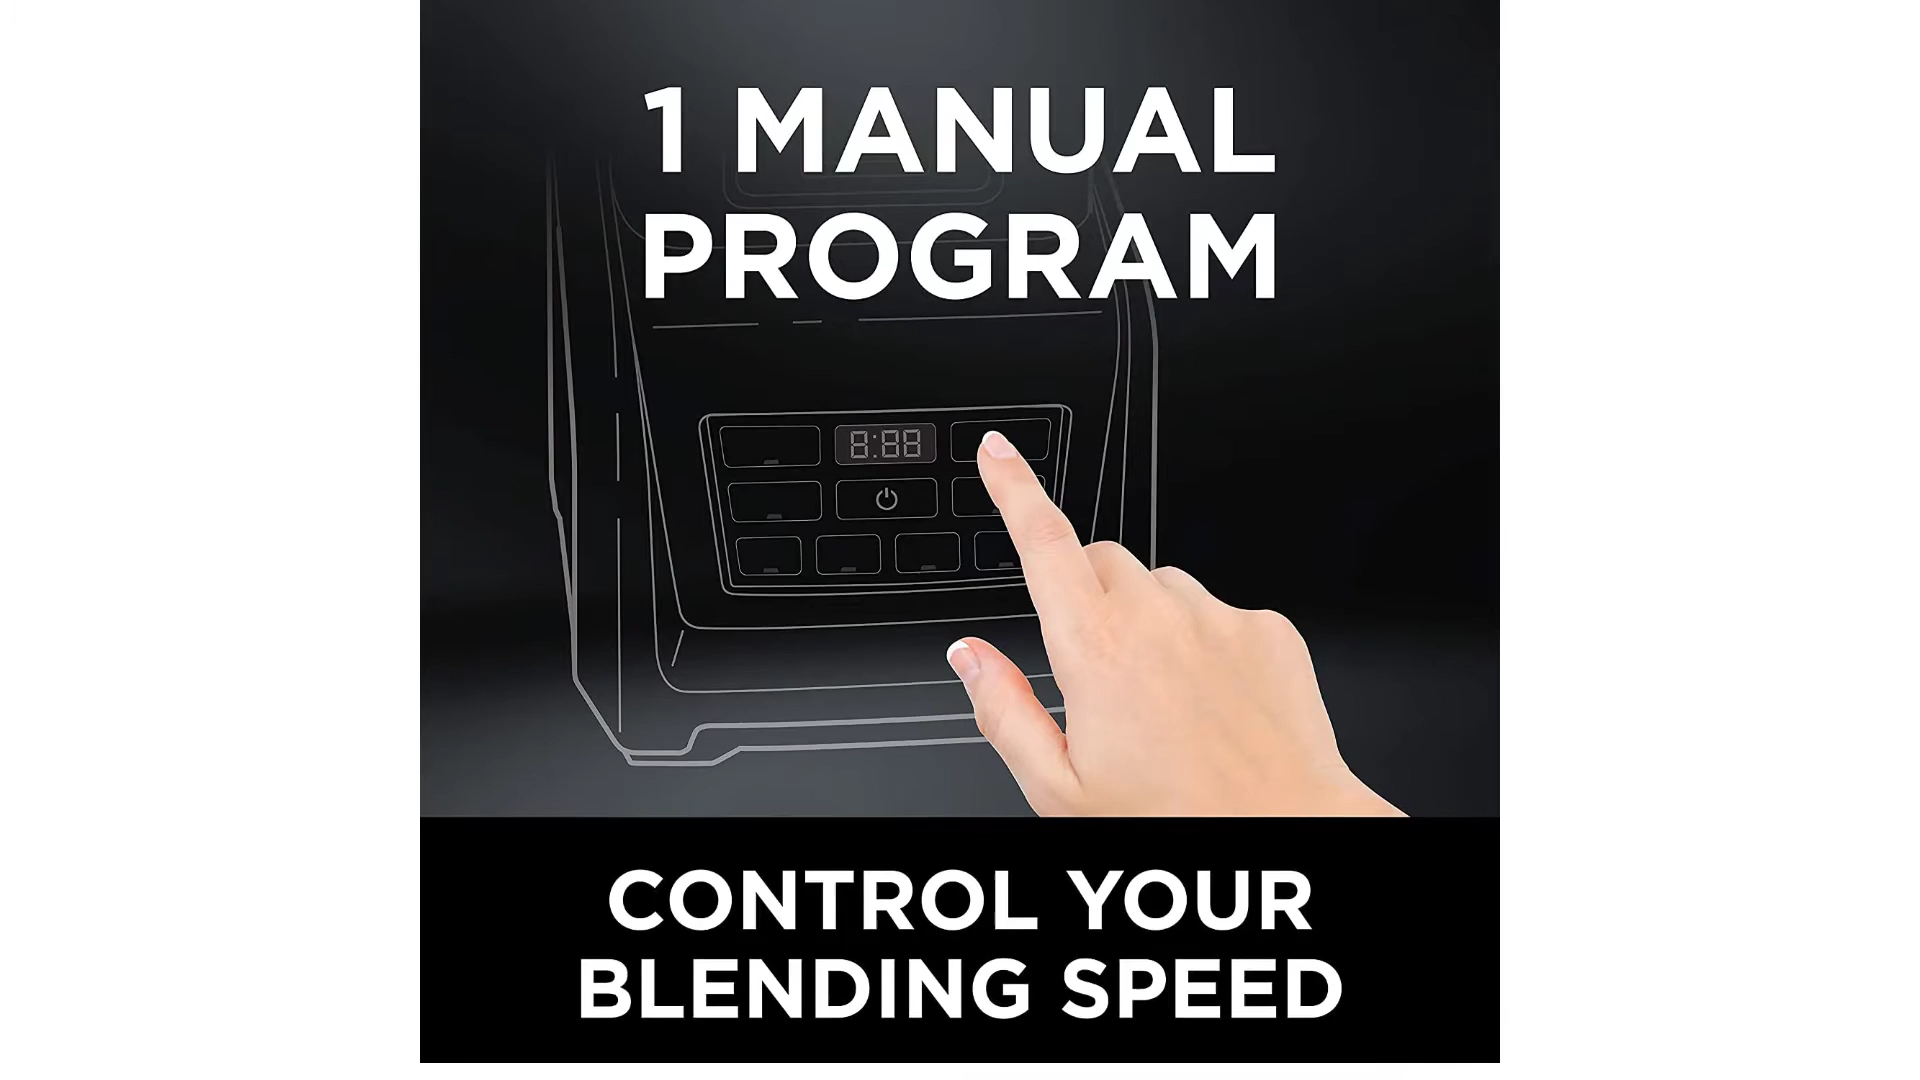 1 MANUAL
PROGRAM
8:88
CONTROL YOUR
BLENDING SPEED